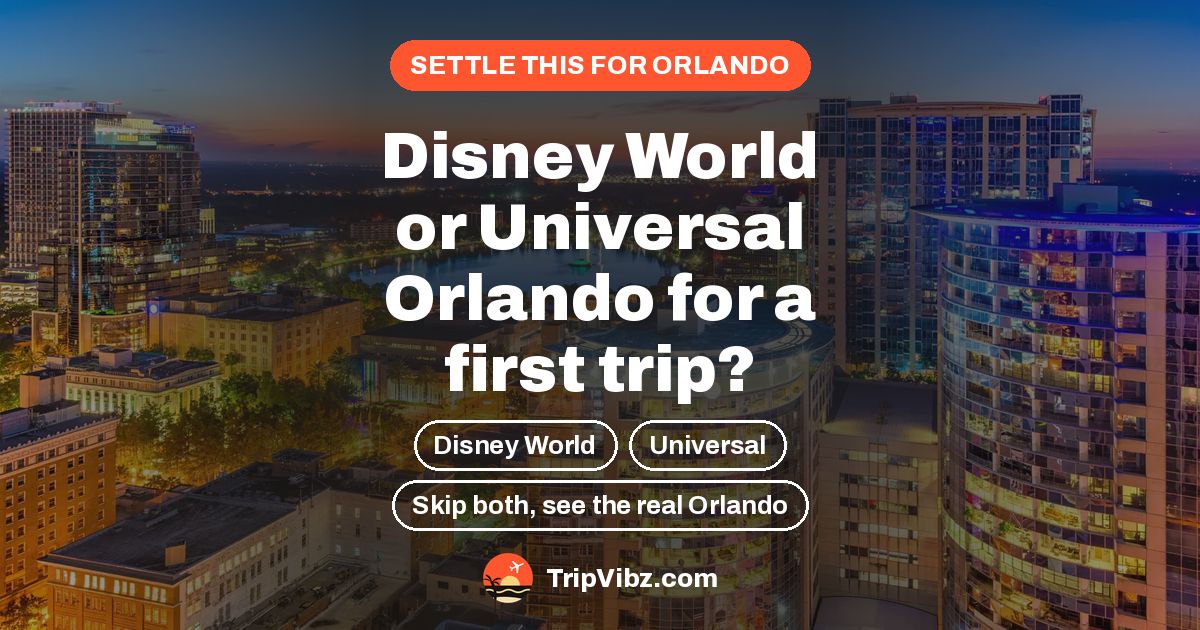 SETTLE THIS FOR ORLANDO
Disney World
or Universal
Orlando for a
first trip?
Disney World
Universal
Skip both, see the real Orlando
TripVibz.com